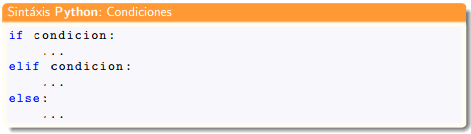 Sintáxis Python: Condiciones
if condicion:
    ...
elif condicion:
    ...
else:
    ...